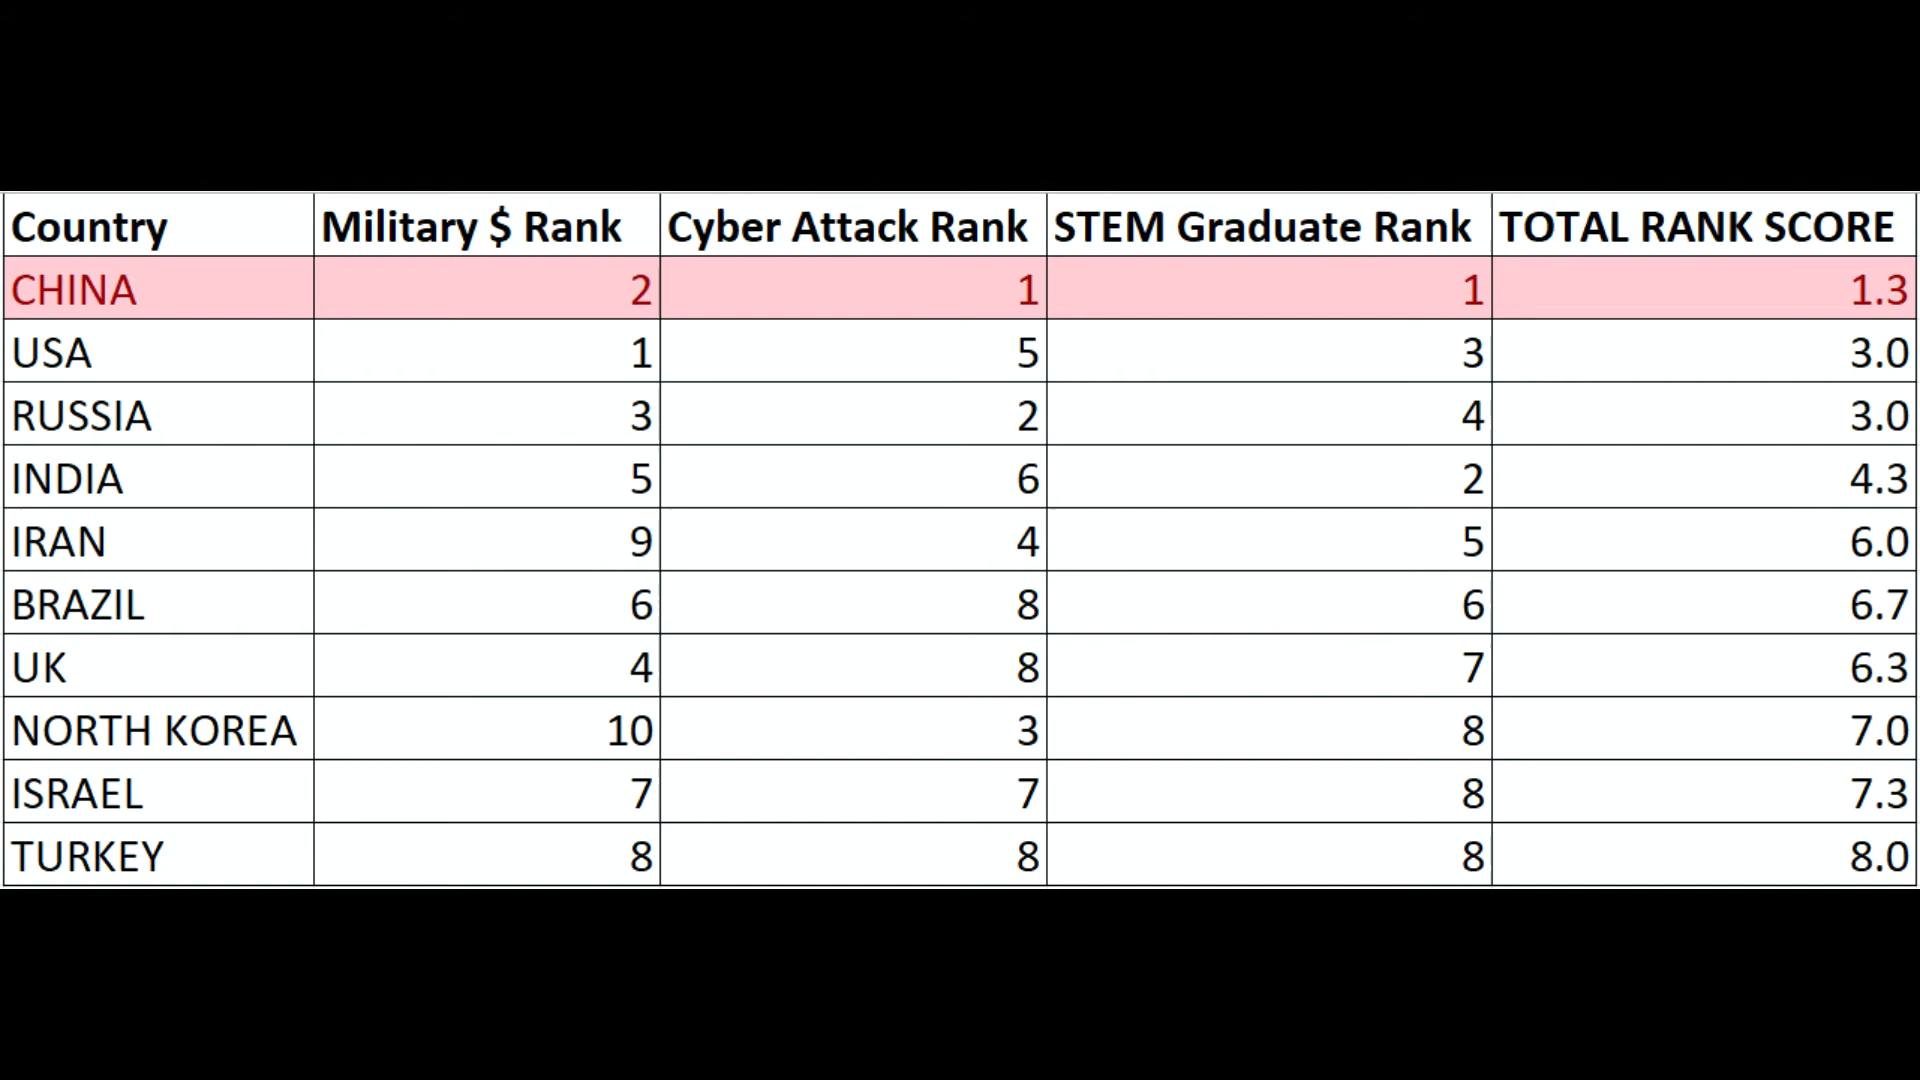 Country Military $ Rank Cyber Attack Rank STEM Graduate Rank TOTAL RANK SCORE
CHINA 2 1 1 1.3
USA 1 5 3 3.0
RUSSIA 3 2 4 3.0
INDIA 5 6 2 4.3
IRAN 9 4 5 6.0
BRAZIL 6 8 6 6.7
UK 4 8 7 6.3
NORTH KOREA 10 3 8 7.0
ISRAEL 7 7 8 7.3
TURKEY 8 8 8 8.0